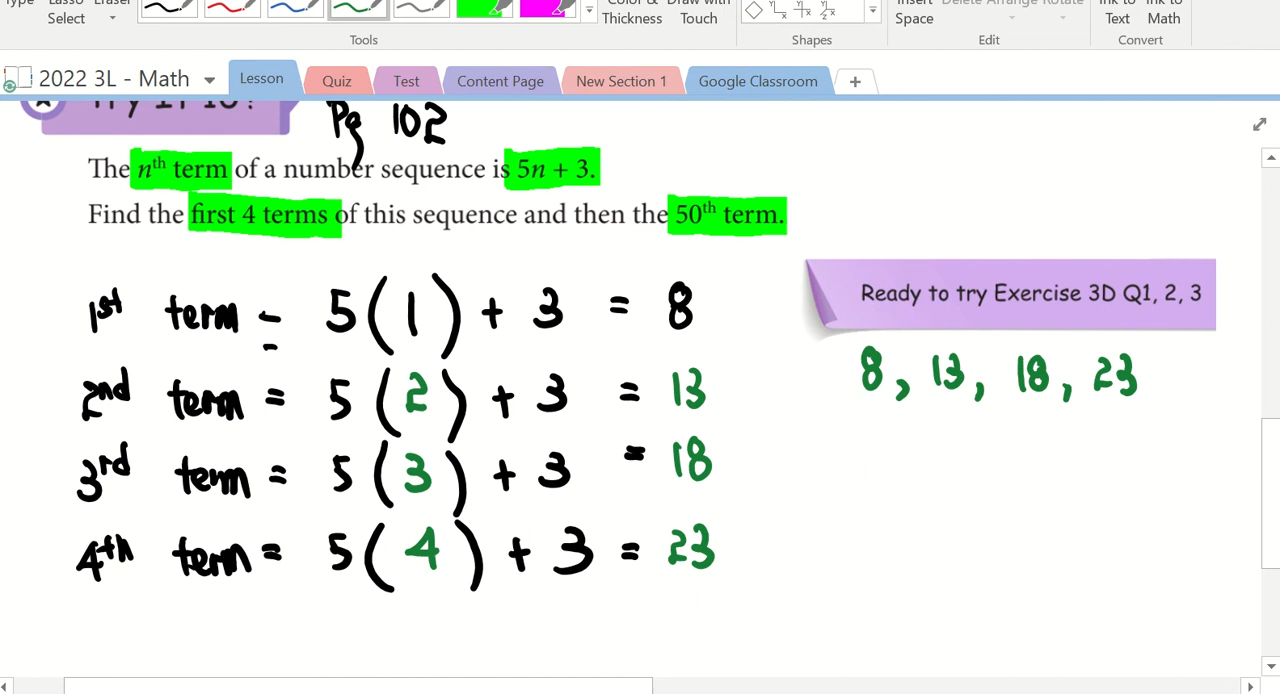 Type Lasso Select Eraser
Color & Thickness Draw with Touch
Insert Space Delete Arrange Rotate
Ink to Text Ink to Math
Tools Shapes Edit Convert
2022 3L - Math Lesson Quiz Test Content Page New Section 1 Google Classroom +
Try It 10!
Pg 102
The nth term of a number sequence is 5n + 3.
Find the first 4 terms of this sequence and then the 50th term.
1st term = 5(1) + 3 = 8
2nd term = 5(2) + 3 = 13
3rd term = 5(3) + 3 = 18
4th term = 5(4) + 3 = 23
Ready to try Exercise 3D Q1, 2, 3
8, 13, 18, 23